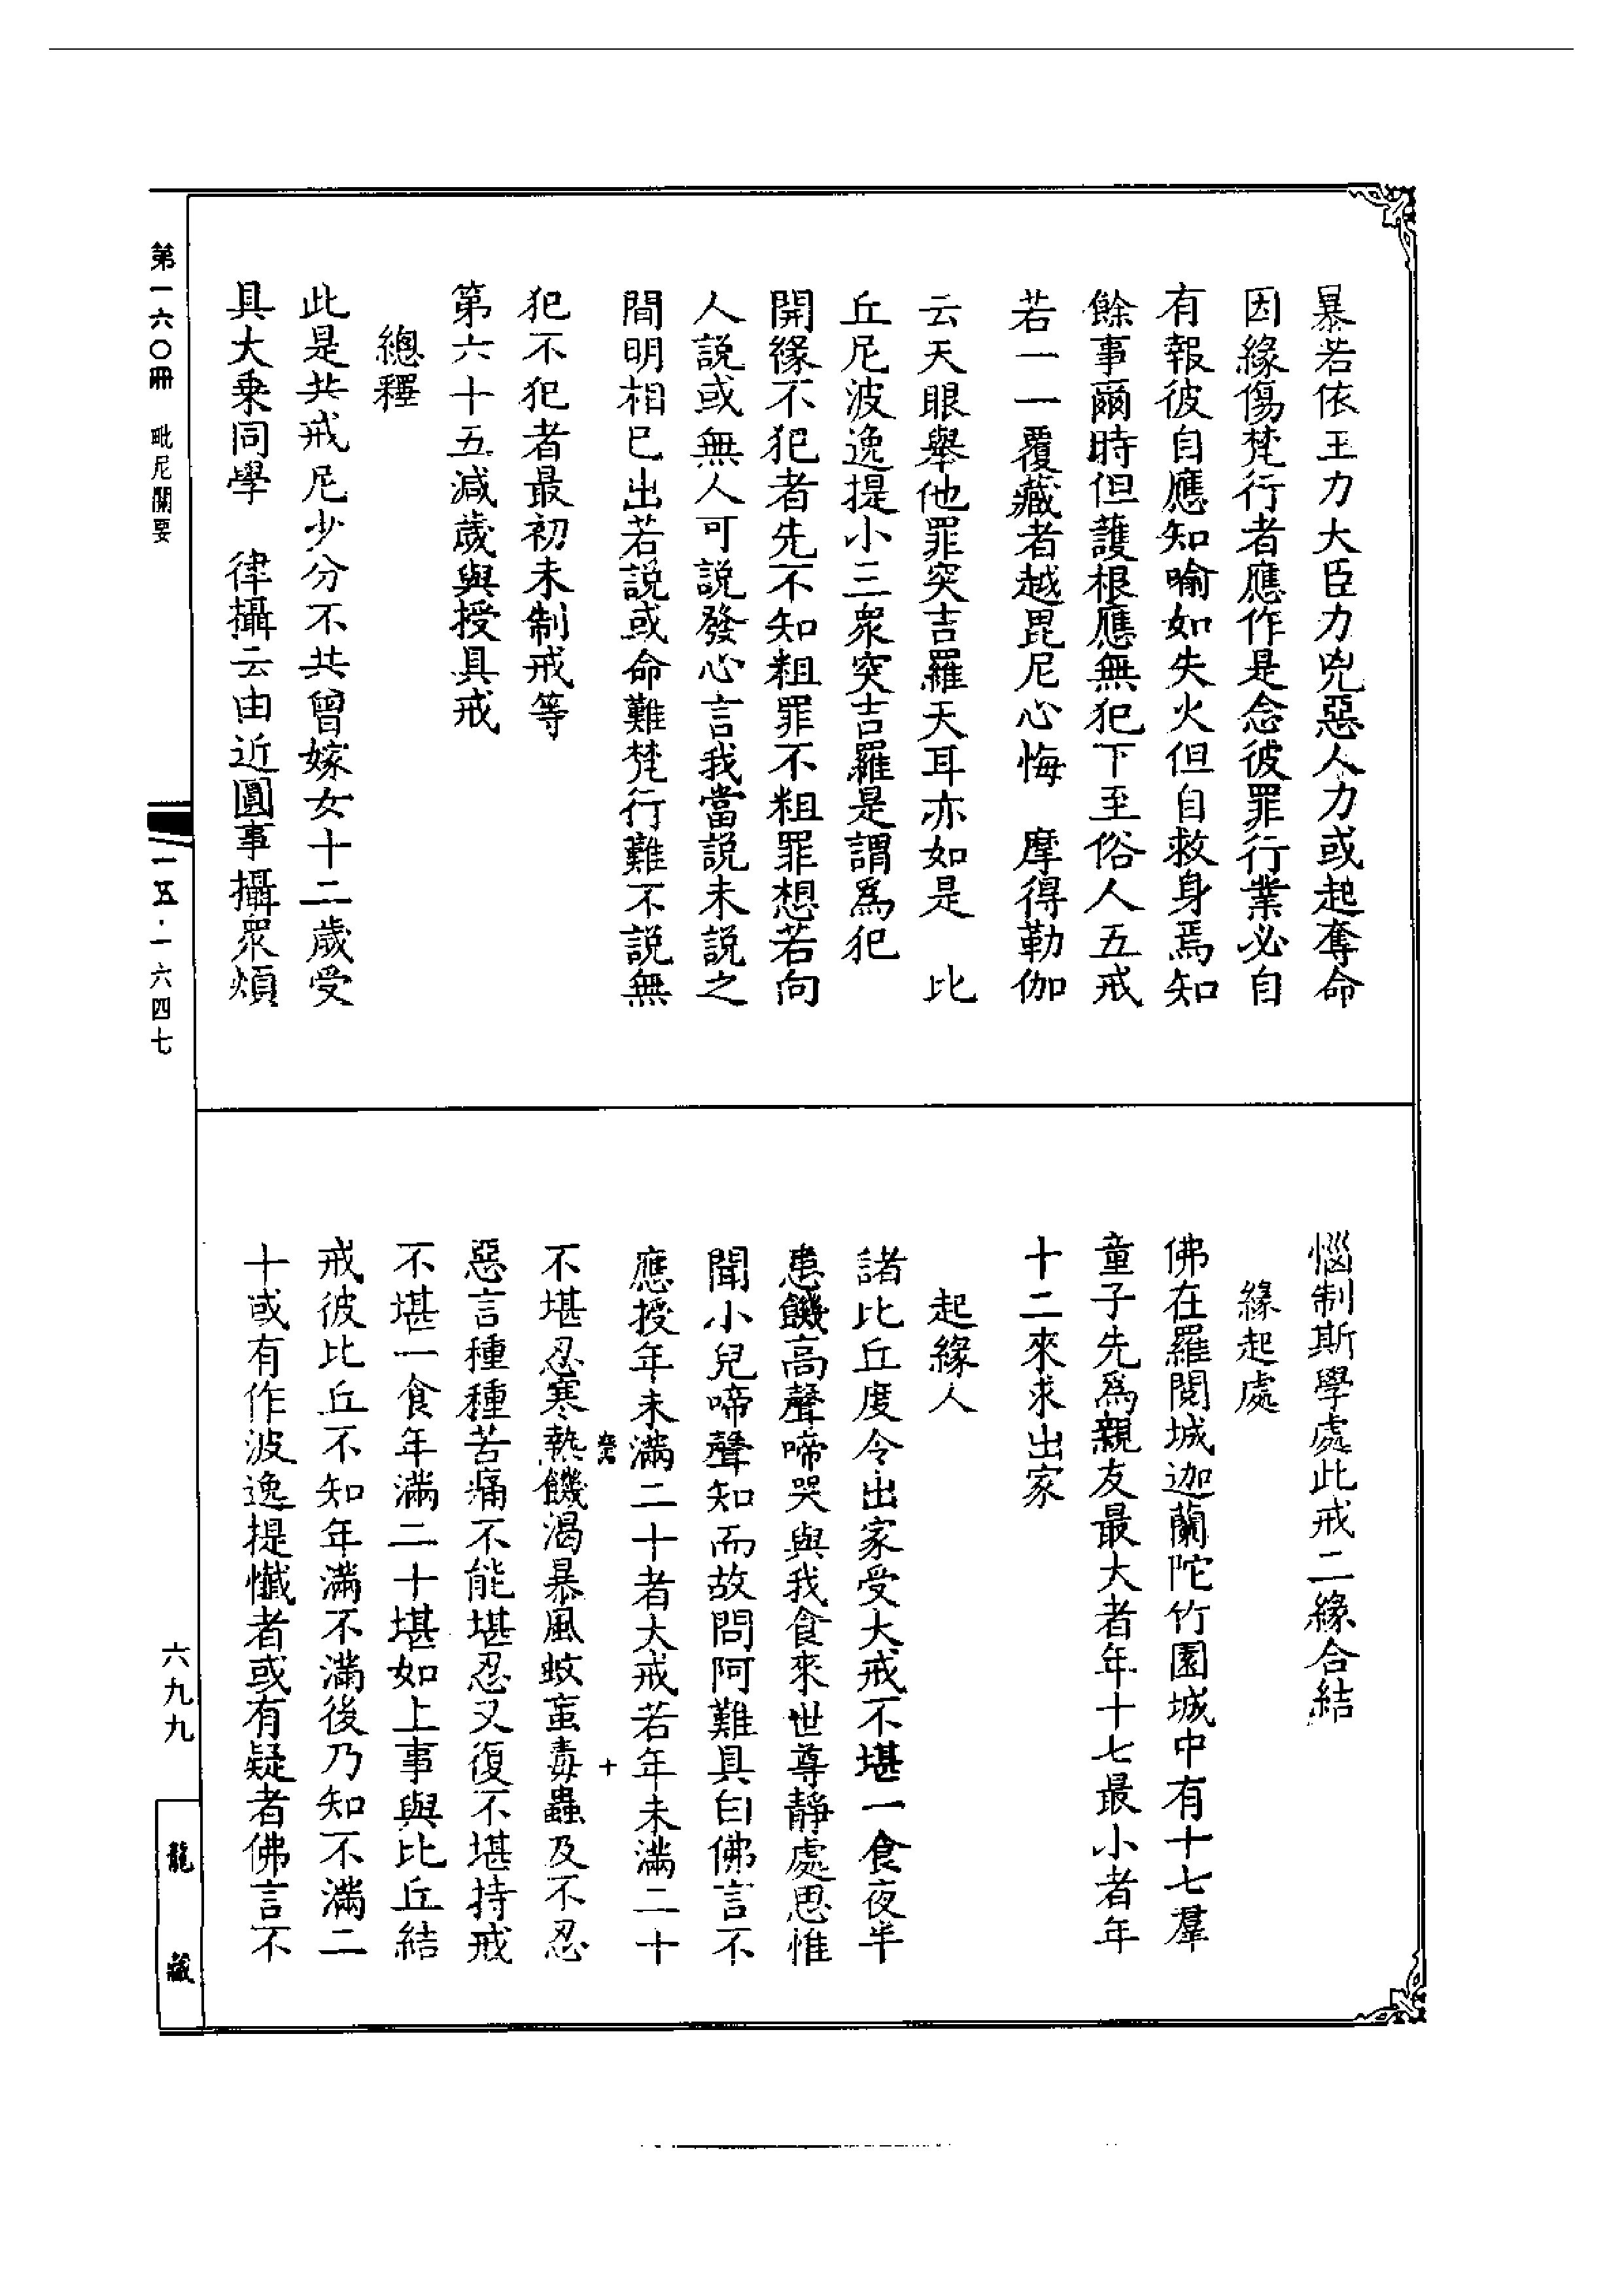 暴若依王力大臣力兇惡人力或起奪命
因緣傷梵行者應作是念彼罪行業必自
有報彼自應知喻如失火但自救身焉知
餘事爾時但護根應無犯下至俗人五戒
若一一覆藏者越毘尼心悔　摩得勒伽
云天眼舉他罪突吉羅天耳亦如是　比
丘尼波逸提小三眾突吉羅是謂為犯
開緣不犯者先不知粗罪不粗罪想若向
人說或無人可說發心言我當說未說之
間明相已出若說或命難梵行難不說無
犯不犯者最初未制戒等
第六十五減歲與授具戒
總釋
此是共戒尼少分不共曾嫁女十二歲受
具大乘同學　律攝云由近圓事攝眾煩
惱制斯學處此戒二緣合結
緣起處
佛在羅閱城迦蘭陀竹園城中有十七羣
童子先為親友最大者年十七最小者年
十二來求出家
起緣人
諸比丘度令出家受大戒不堪一食夜半
患饑高聲啼哭與我食來世尊靜處思惟
聞小兒啼聲知而故問阿難具白佛言不
應授年未滿二十者大戒若年未滿二十
不堪忍寒熱饑渴暴風蚊䖟毒蟲及不忍
惡言種種苦痛不能堪忍又復不堪持戒
不堪一食年滿二十堪如上事與比丘結
戒彼比丘不知年滿不滿後乃知不滿二
十或有作波逸提懺者或有疑者佛言不
第一六〇冊　毗尼關要
一五・一六四七
六九九
龍藏
十